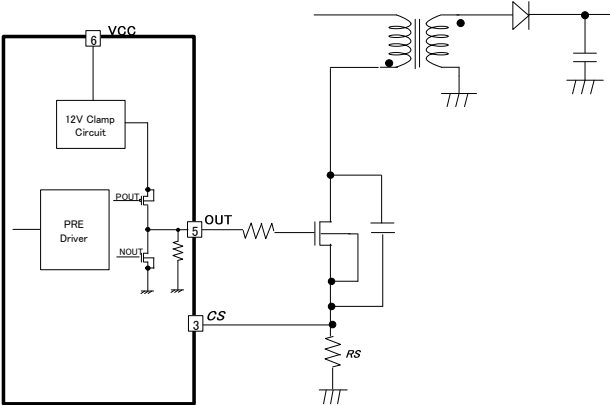 VCC
6
12V Clamp
Circuit
POUT
PRE
Driver
NOUT
OUT
5
CS
3
RS